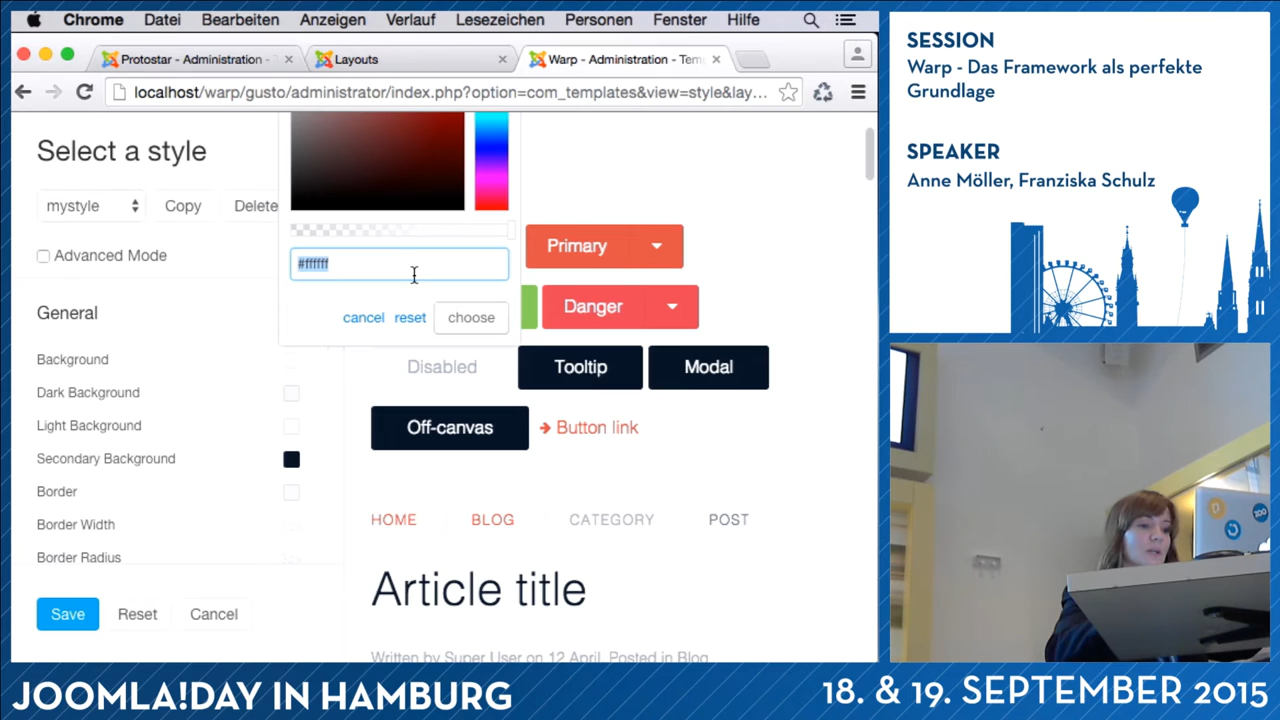 Chrome Datei Bearbeiten Anzeigen Verlauf Lesezeichen Personen Fenster Hilfe
Protostar - Administration -
Layouts
Warp - Administration - Tem
localhost/warp/gusto/administrator/index.php?option=com_templates&view=style&lay...
Select a style
mystyle Copy Delete
Advanced Mode
#ffffff
cancel reset choose
General
Background
Dark Background
Light Background
Secondary Background
Border
Border Width
Border Radius
Save Reset Cancel
Primary
Danger
Disabled Tooltip Modal
Off-canvas Button link
HOME BLOG CATEGORY POST
Article title
Written by Super User on 12 April. Posted in Blog
SESSION
Warp - Das Framework als perfekte
Grundlage
SPEAKER
Anne Möller, Franziska Schulz
JOOMLA!DAY IN HAMBURG
18. & 19. SEPTEMBER 2015